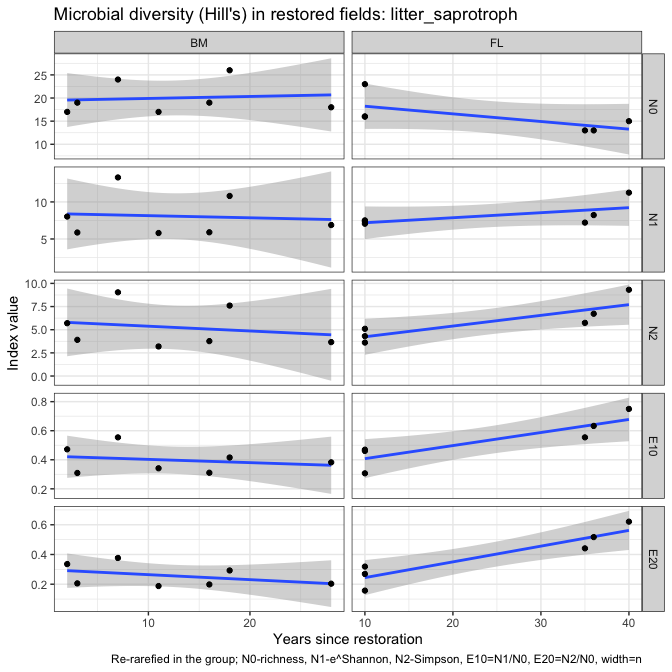 Microbial diversity (Hill's) in restored fields: litter_saprotroph
BM
FL
25
20
15
10
N0
10
5
N1
10.0
7.5
5.0
2.5
0.0
N2
0.8
0.6
0.4
0.2
E10
0.6
0.4
0.2
E20
Index value
10
20
10
20
30
40
Years since restoration
Re-rarefied in the group; N0-richness, N1-e^Shannon, N2-Simpson, E10=N1/N0, E20=N2/N0, width=n